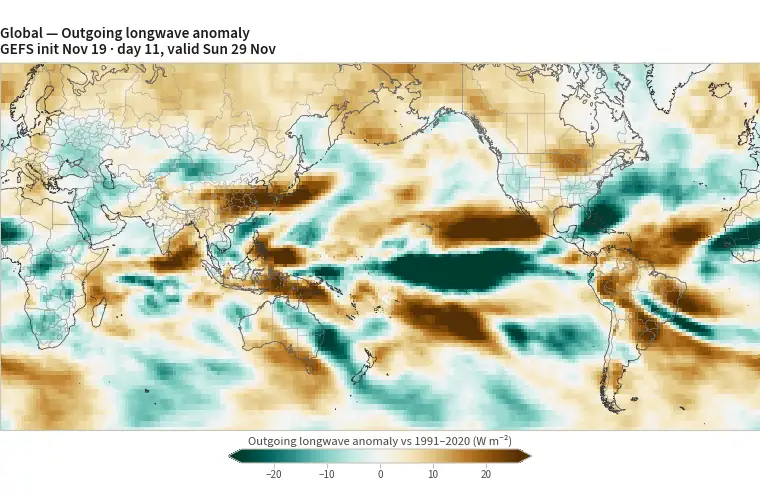 Global — Outgoing longwave anomaly
GEFS init Nov 19 · day 11, valid Sun 29 Nov
Outgoing longwave anomaly vs 1991–2020 (W m⁻²)
−20 −10 0 10 20